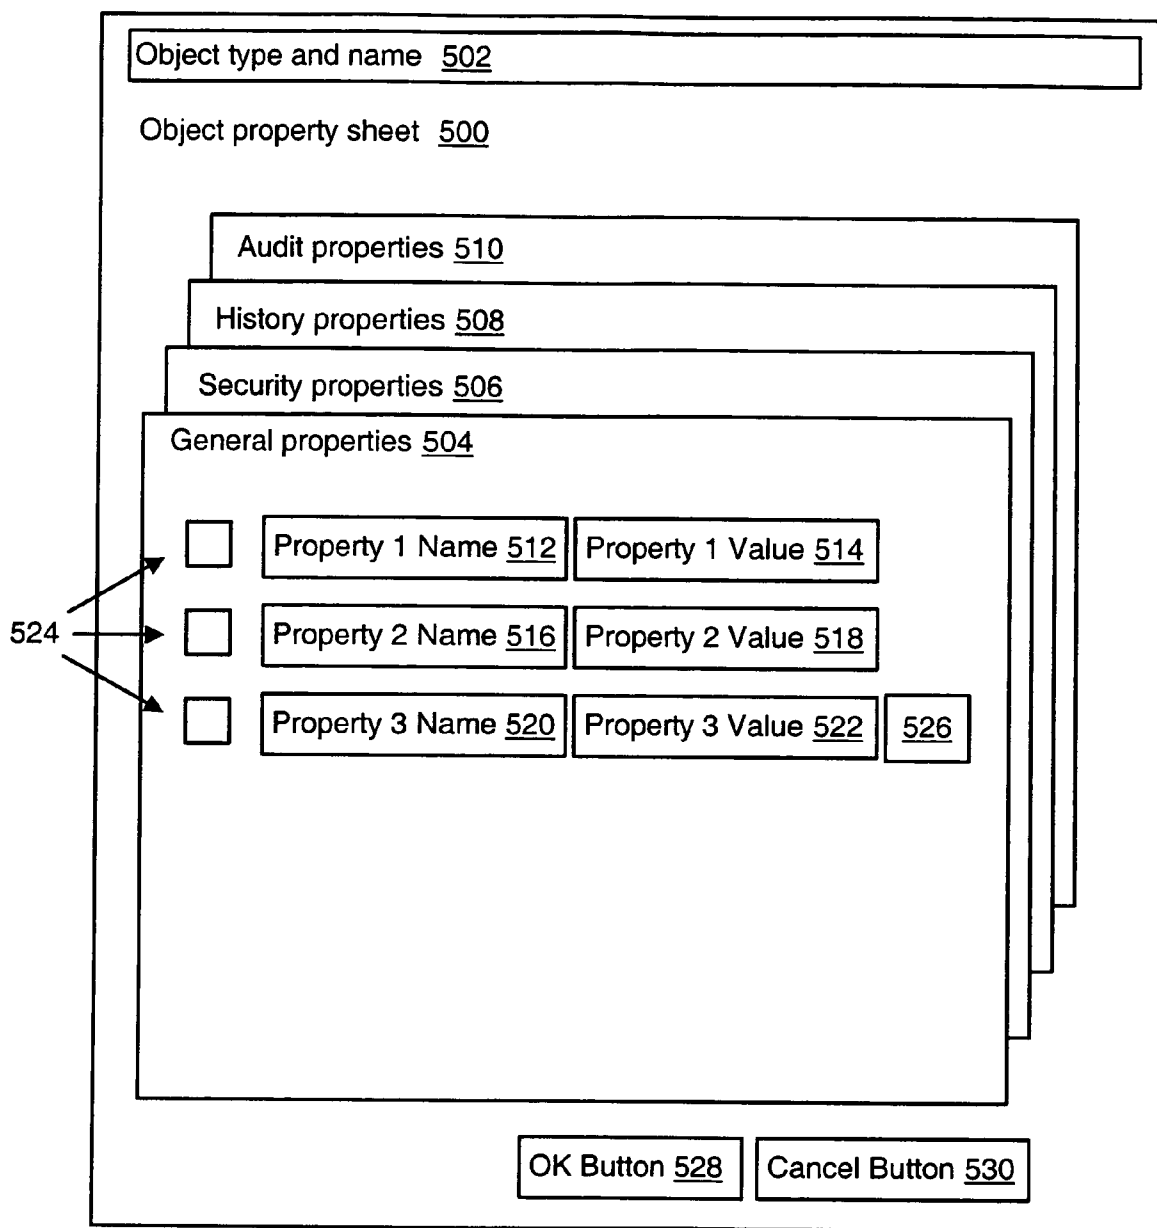 Object type and name 502
Object property sheet 500
Audit properties 510
History properties 508
Security properties 506
General properties 504
Property 1 Name 512 Property 1 Value 514
524 Property 2 Name 516 Property 2 Value 518
Property 3 Name 520 Property 3 Value 522 526
OK Button 528 Cancel Button 530